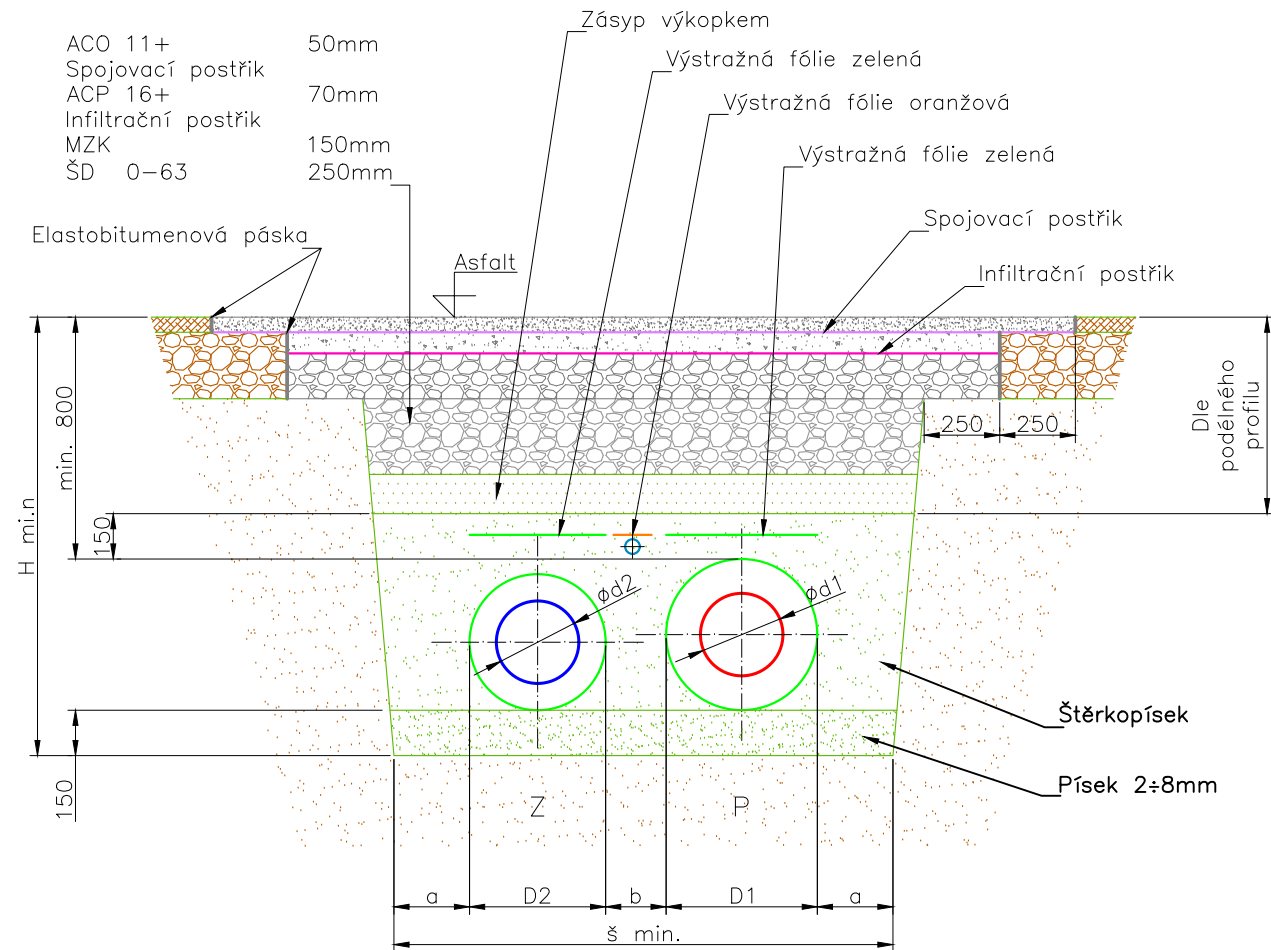 Zásyp výkopkem
ACO 11+ 50mm
Spojovací postřik
Výstražná fólie zelená
ACP 16+ 70mm
Výstražná fólie oranžová
Infiltrační postřik
MZK 150mm
Výstražná fólie zelená
ŠD 0-63 250mm
Spojovací postřik
Elastobitumenová páska
Asfalt
Infiltrační postřik
min. 800
Dle
podélného
profilu
250
250
H mi.n
150
ød2
ød1
Štěrkopísek
150
Písek 2÷8mm
Z
P
a
D2
b
D1
a
š min.